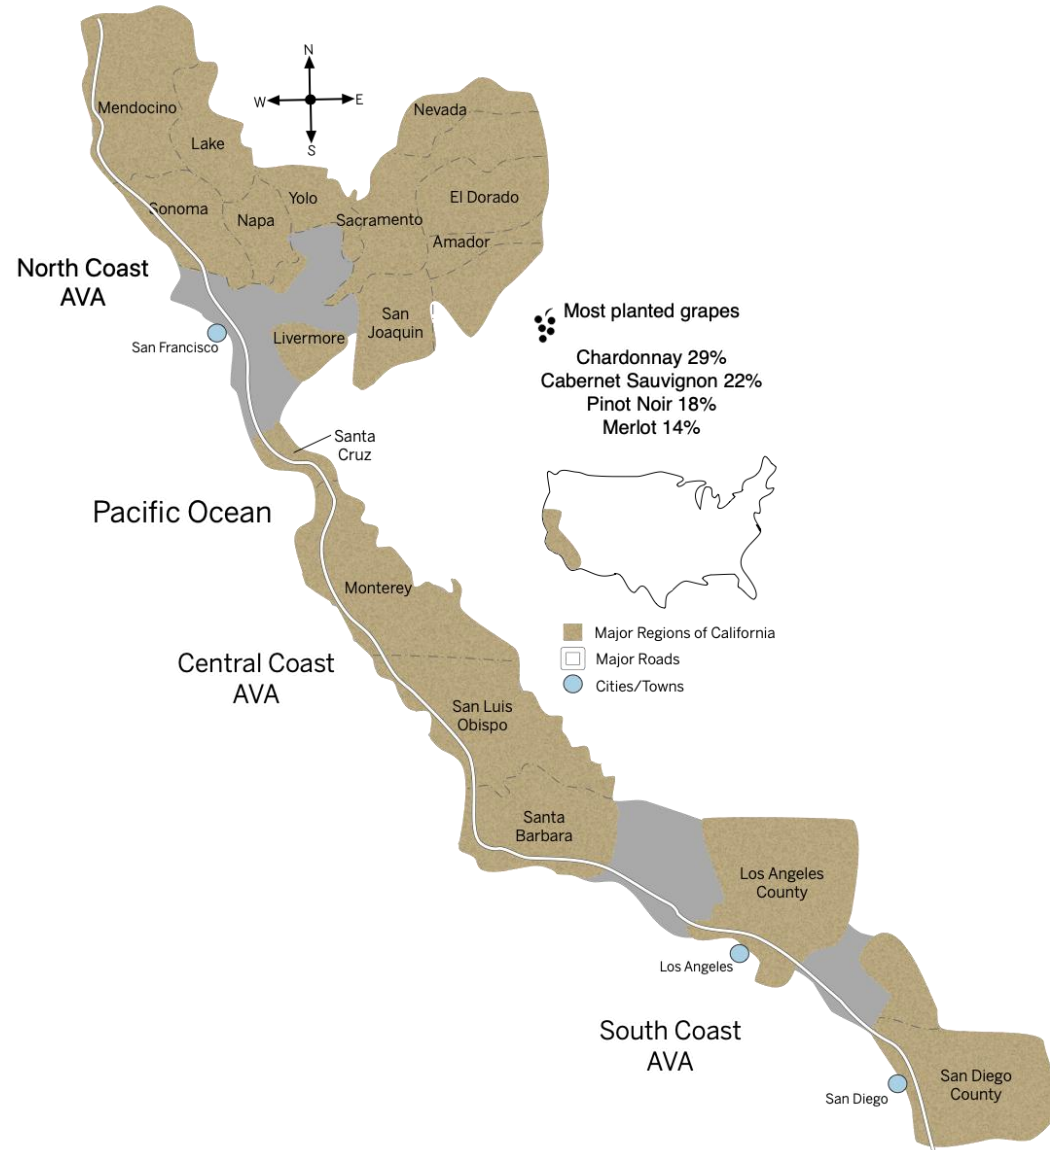 N
W
E
S
Mendocino
Nevada
Lake
Yolo
El Dorado
Sonoma
Napa
Sacramento
Amador
North Coast
AVA
San
Joaquin
Livermore
San Francisco
Most planted grapes
Chardonnay 29%
Cabernet Sauvignon 22%
Pinot Noir 18%
Merlot 14%
Santa
Cruz
Pacific Ocean
Monterey
Major Regions of California
Major Roads
Cities/Towns
Central Coast
AVA
San Luis
Obispo
Santa
Barbara
Los Angeles
County
Los Angeles
South Coast
AVA
San Diego
County
San Diego